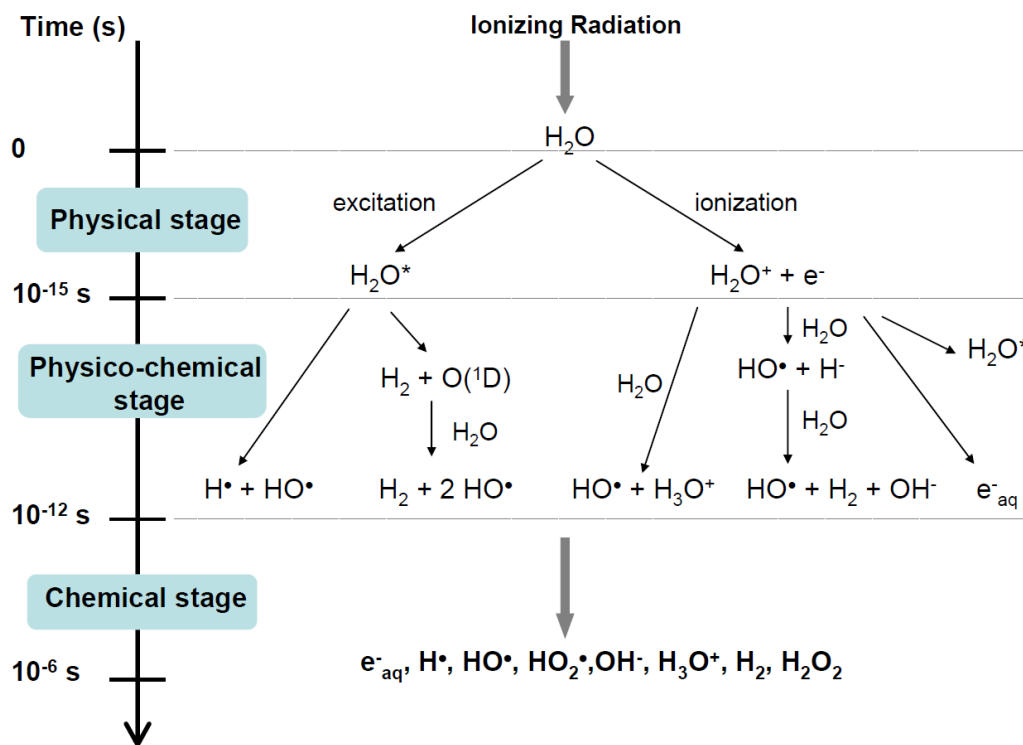 Time (s)
Ionizing Radiation
0
H₂O
Physical stage
excitation
ionization
H₂O*
H₂O⁺ + e⁻
10⁻¹⁵ s
Physico-chemical
stage
H₂O
H₂O*
H₂ + O(¹D)
H₂O
HO• + H⁻
H₂O
H₂O
H• + HO•
H₂ + 2 HO•
HO• + H₃O⁺
HO• + H₂ + OH⁻
e⁻aq
10⁻¹² s
Chemical stage
10⁻⁶ s
e⁻aq, H•, HO•, HO₂•,OH⁻, H₃O⁺, H₂, H₂O₂